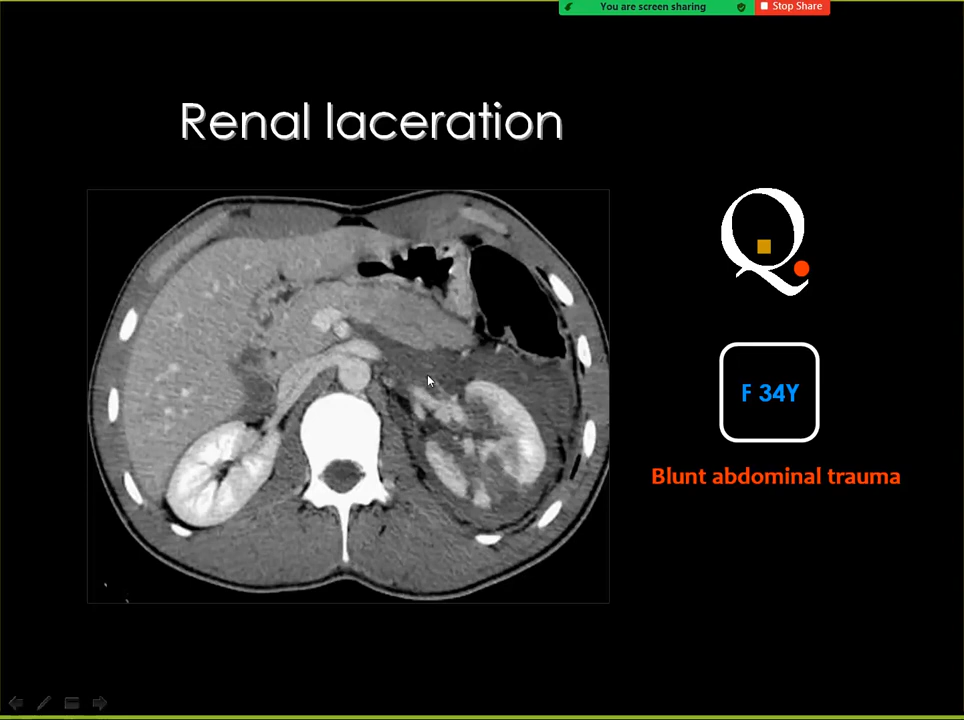 You are screen sharing
Stop Share
Renal laceration
Q
F 34Y
Blunt abdominal trauma